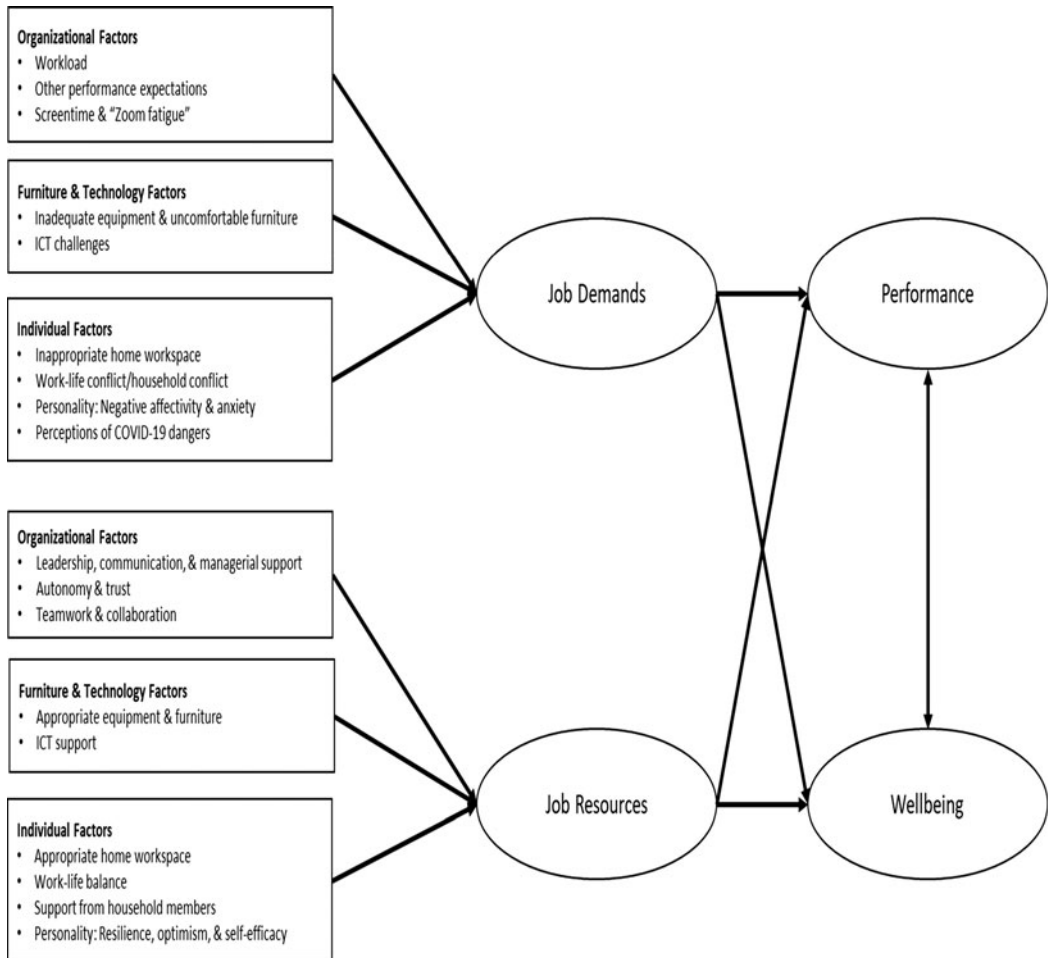 Organizational Factors
• Workload
• Other performance expectations
• Screentime & “Zoom fatigue”
Furniture & Technology Factors
• Inadequate equipment & uncomfortable furniture
• ICT challenges
Individual Factors
• Inappropriate home workspace
• Work-life conflict/household conflict
• Personality: Negative affectivity & anxiety
• Perceptions of COVID-19 dangers
Job Demands
Performance
Organizational Factors
• Leadership, communication, & managerial support
• Autonomy & trust
• Teamwork & collaboration
Furniture & Technology Factors
• Appropriate equipment & furniture
• ICT support
Individual Factors
• Appropriate home workspace
• Work-life balance
• Support from household members
• Personality: Resilience, optimism, & self-efficacy
Job Resources
Wellbeing